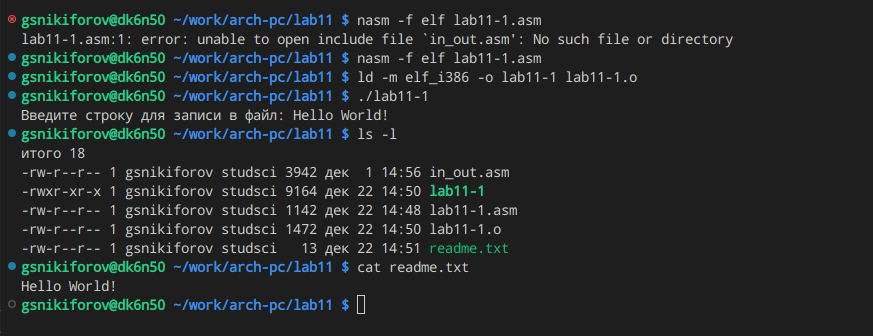 gsnikiforov@dk6n50 ~/work/arch-pc/lab11 $ nasm -f elf lab11-1.asm
lab11-1.asm:1: error: unable to open include file `in_out.asm': No such file or directory
gsnikiforov@dk6n50 ~/work/arch-pc/lab11 $ nasm -f elf lab11-1.asm
gsnikiforov@dk6n50 ~/work/arch-pc/lab11 $ ld -m elf_i386 -o lab11-1 lab11-1.o
gsnikiforov@dk6n50 ~/work/arch-pc/lab11 $ ./lab11-1
Введите строку для записи в файл: Hello World!
gsnikiforov@dk6n50 ~/work/arch-pc/lab11 $ ls -l
итого 18
-rw-r--r-- 1 gsnikiforov studsci 3942 дек  1 14:56 in_out.asm
-rwxr-xr-x 1 gsnikiforov studsci 9164 дек 22 14:50 lab11-1
-rw-r--r-- 1 gsnikiforov studsci 1142 дек 22 14:48 lab11-1.asm
-rw-r--r-- 1 gsnikiforov studsci 1472 дек 22 14:50 lab11-1.o
-rw-r--r-- 1 gsnikiforov studsci   13 дек 22 14:51 readme.txt
gsnikiforov@dk6n50 ~/work/arch-pc/lab11 $ cat readme.txt
Hello World!
gsnikiforov@dk6n50 ~/work/arch-pc/lab11 $